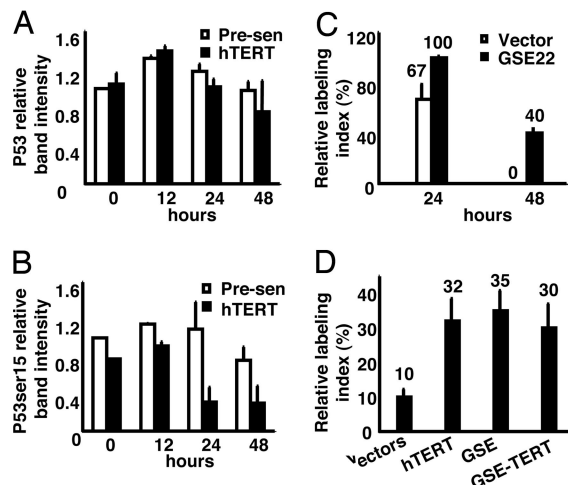 A
P53 relative
band intensity
1.6
1.2
0.8
0.4
0
Pre-sen
hTERT
0 12 24 48
hours
C
Relative labeling
index (%)
120
80
40
0
Vector
GSE22
67
100
0
40
24 48
hours
B
P53ser15 relative
band intensity
1.6
1.2
0.8
0.4
Pre-sen
hTERT
0 12 24 48
hours
D
Relative labeling
index (%)
40
30
20
10
0
10
32
35
30
vectors
hTERT
GSE
GSE-TERT